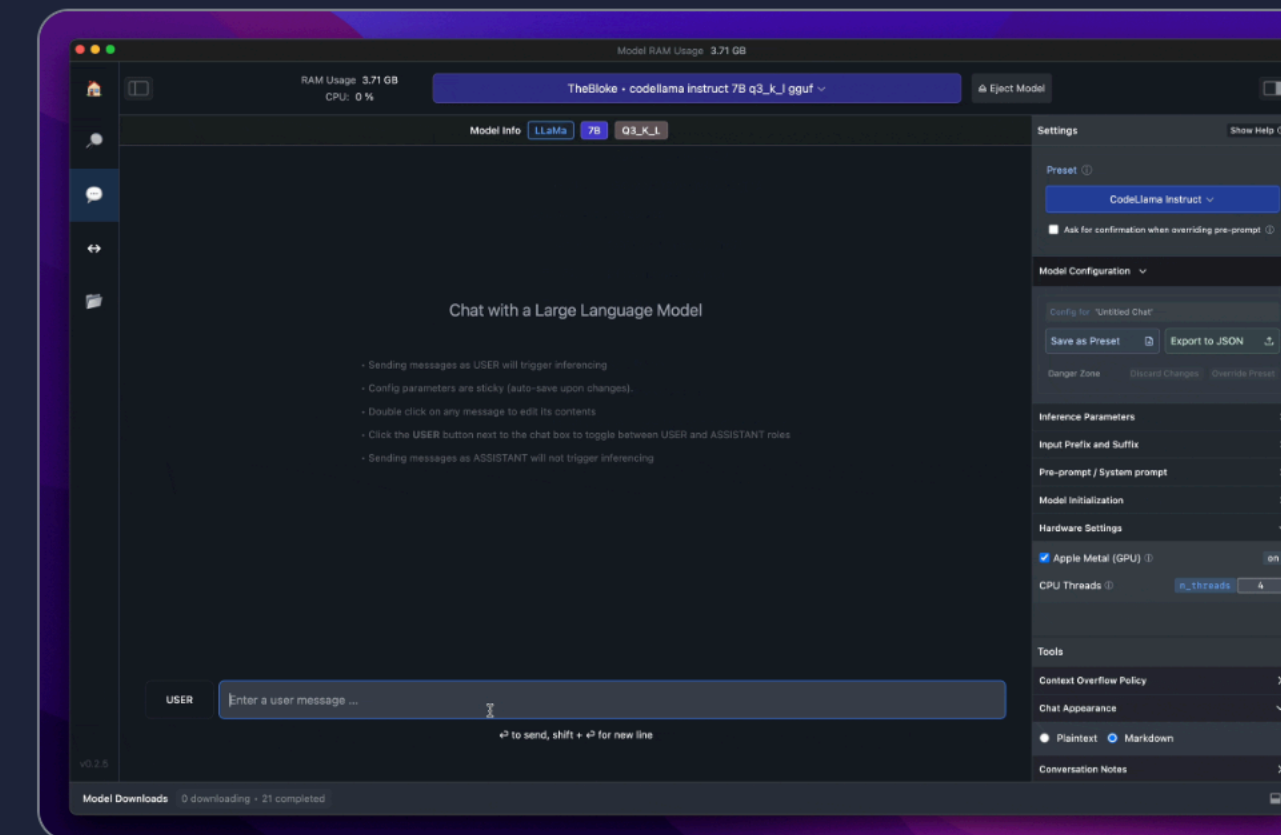 Model RAM Usage 3.71 GB
RAM Usage 3.71 GB
CPU: 0 %
TheBloke • codellama instruct 7B q3_k_l gguf
Eject Model
Model Info LLaMa 7B Q3_K_L
Chat with a Large Language Model
• Sending messages as USER will trigger inferencing
• Config parameters are sticky (auto-save upon changes).
• Double click on any message to edit its contents
• Click the USER button next to the chat box to toggle between USER and ASSISTANT roles
• Sending messages as ASSISTANT will not trigger inferencing
USER
Enter a user message ...
⏎ to send, shift + ⏎ for new line
v0.2.5
Model Downloads 0 downloading • 21 completed
Settings Show Help
Preset
CodeLlama Instruct
Ask for confirmation when overriding pre-prompt
Model Configuration
Config for 'Untitled Chat'
Save as Preset Export to JSON
Danger Zone Discard Changes Override Preset
Inference Parameters
Input Prefix and Suffix
Pre-prompt / System prompt
Model Initialization
Hardware Settings
Apple Metal (GPU) on
CPU Threads n_threads 4
Tools
Context Overflow Policy
Chat Appearance
Plaintext Markdown
Conversation Notes